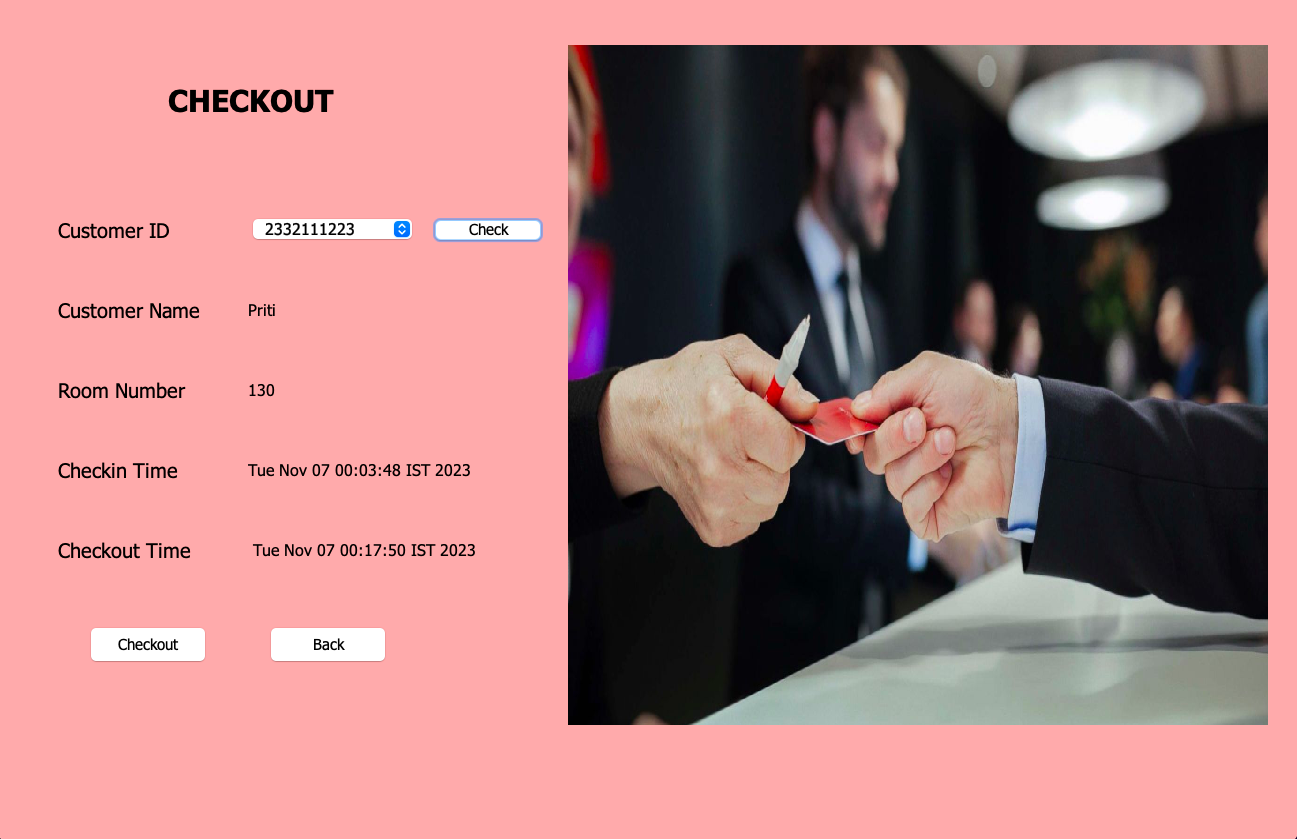 CHECKOUT
Customer ID 2332111223 Check
Customer Name Priti
Room Number 130
Checkin Time Tue Nov 07 00:03:48 IST 2023
Checkout Time Tue Nov 07 00:17:50 IST 2023
Checkout Back